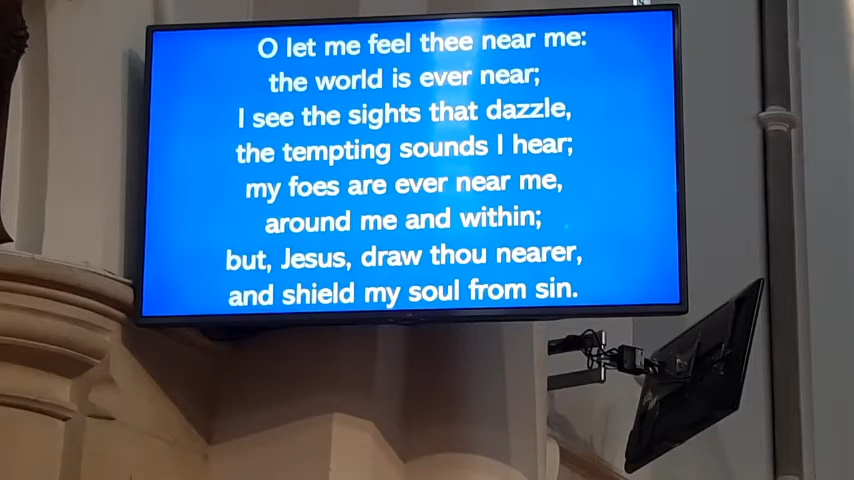 O let me feel thee near me:
the world is ever near;
I see the sights that dazzle,
the tempting sounds I hear;
my foes are ever near me,
around me and within;
but, Jesus, draw thou nearer,
and shield my soul from sin.